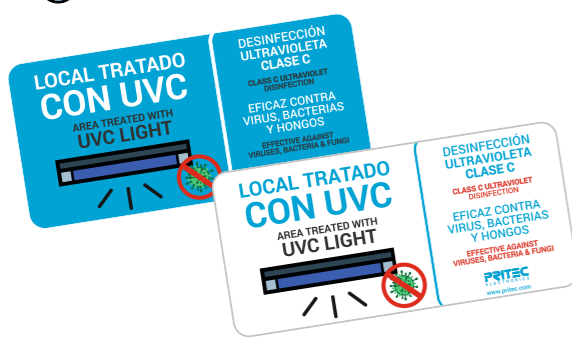 LOCAL TRATADO
CON UVC
AREA TREATED WITH
UVC LIGHT
DESINFECCIÓN
ULTRAVIOLETA
CLASE C
CLASS C ULTRAVIOLET
DISINFECTION
EFICAZ CONTRA
VIRUS, BACTERIAS
Y HONGOS
EFFECTIVE AGAINST
VIRUSES, BACTERIA & FUNGI
LOCAL TRATADO
CON UVC
AREA TREATED WITH
UVC LIGHT
DESINFECCIÓN
ULTRAVIOLETA
CLASE C
CLASS C ULTRAVIOLET
DISINFECTION
EFICAZ CONTRA
VIRUS, BACTERIAS
Y HONGOS
EFFECTIVE AGAINST
VIRUSES, BACTERIA & FUNGI
PRITEC
ELECTRONICS
www.pritec.com